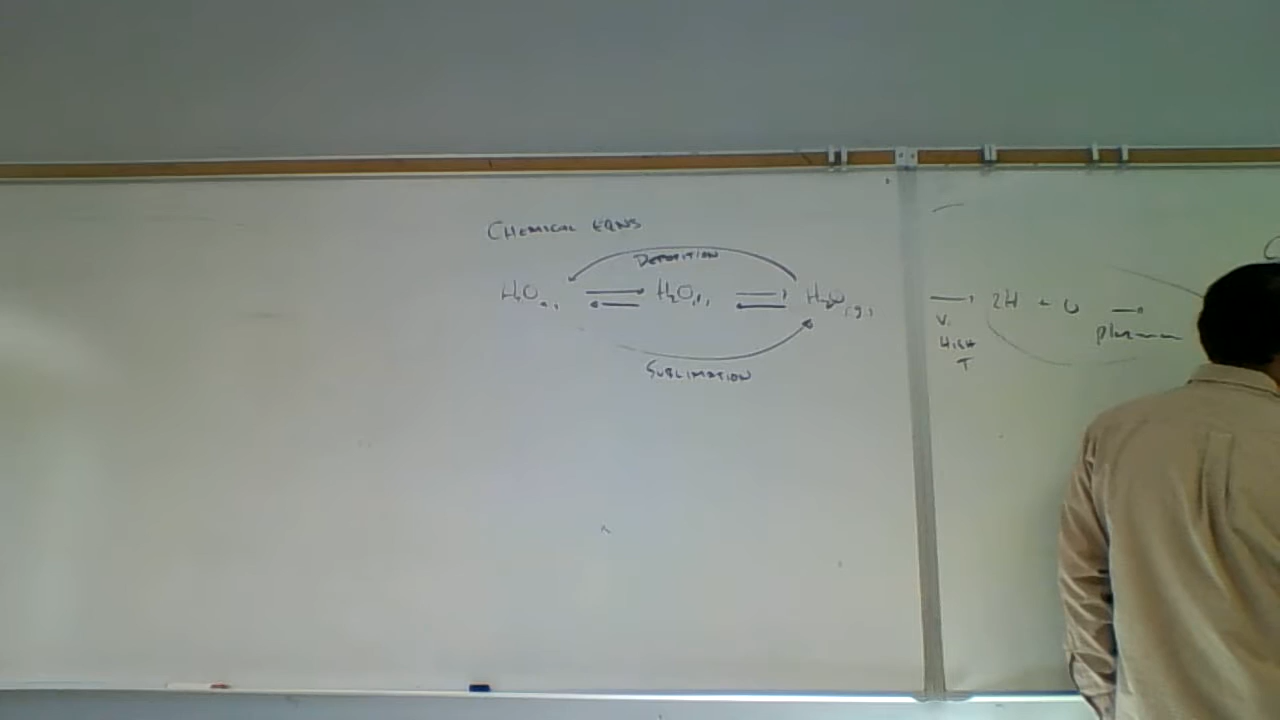 CHEMICAL EQNS
DEPOSITION
H2O(s) ⇌ H2O(l) ⇌ H2O(g) → 2H + O → plasma
V. HIGH T
SUBLIMATION